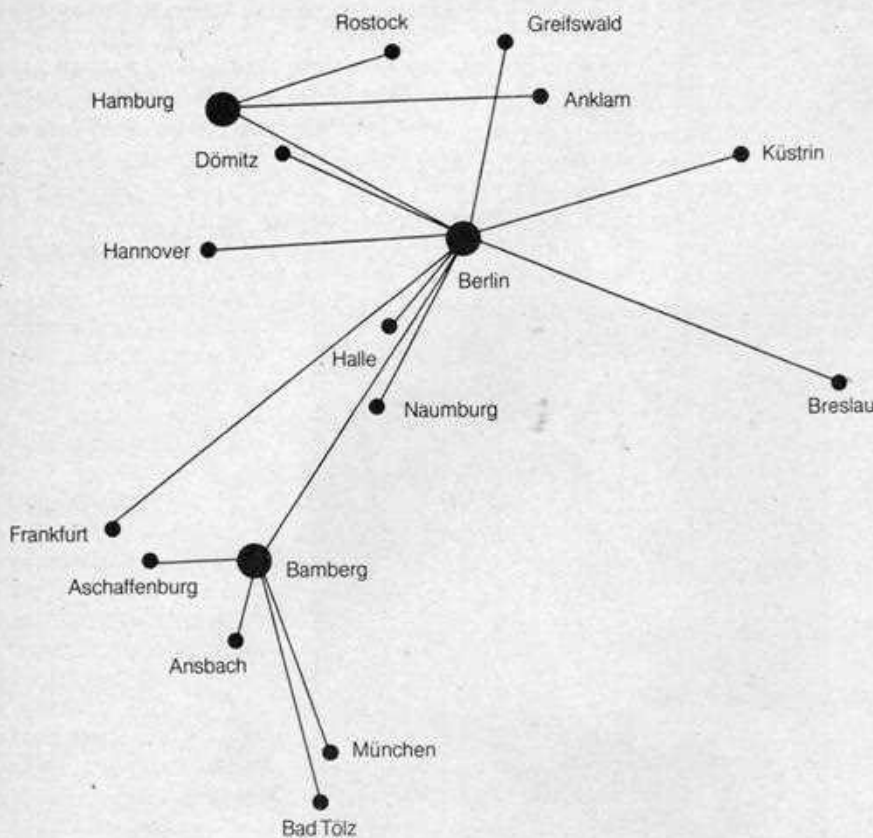 Rostock
Greifswald
Hamburg
Anklam
Dömitz
Küstrin
Hannover
Berlin
Halle
Naumburg
Breslau
Frankfurt
Bamberg
Aschaffenburg
Ansbach
München
Bad Tölz